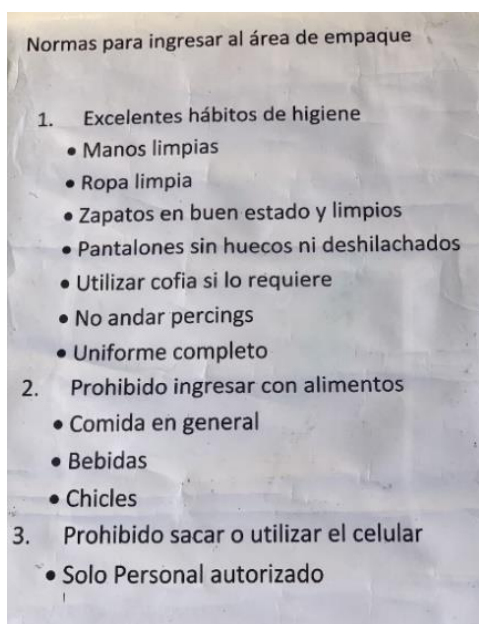 Normas para ingresar al área de empaque
1. Excelentes hábitos de higiene
• Manos limpias
• Ropa limpia
• Zapatos en buen estado y limpios
• Pantalones sin huecos ni deshilachados
• Utilizar cofia si lo requiere
• No andar percings
• Uniforme completo
2. Prohibido ingresar con alimentos
• Comida en general
• Bebidas
• Chicles
3. Prohibido sacar o utilizar el celular
• Solo Personal autorizado